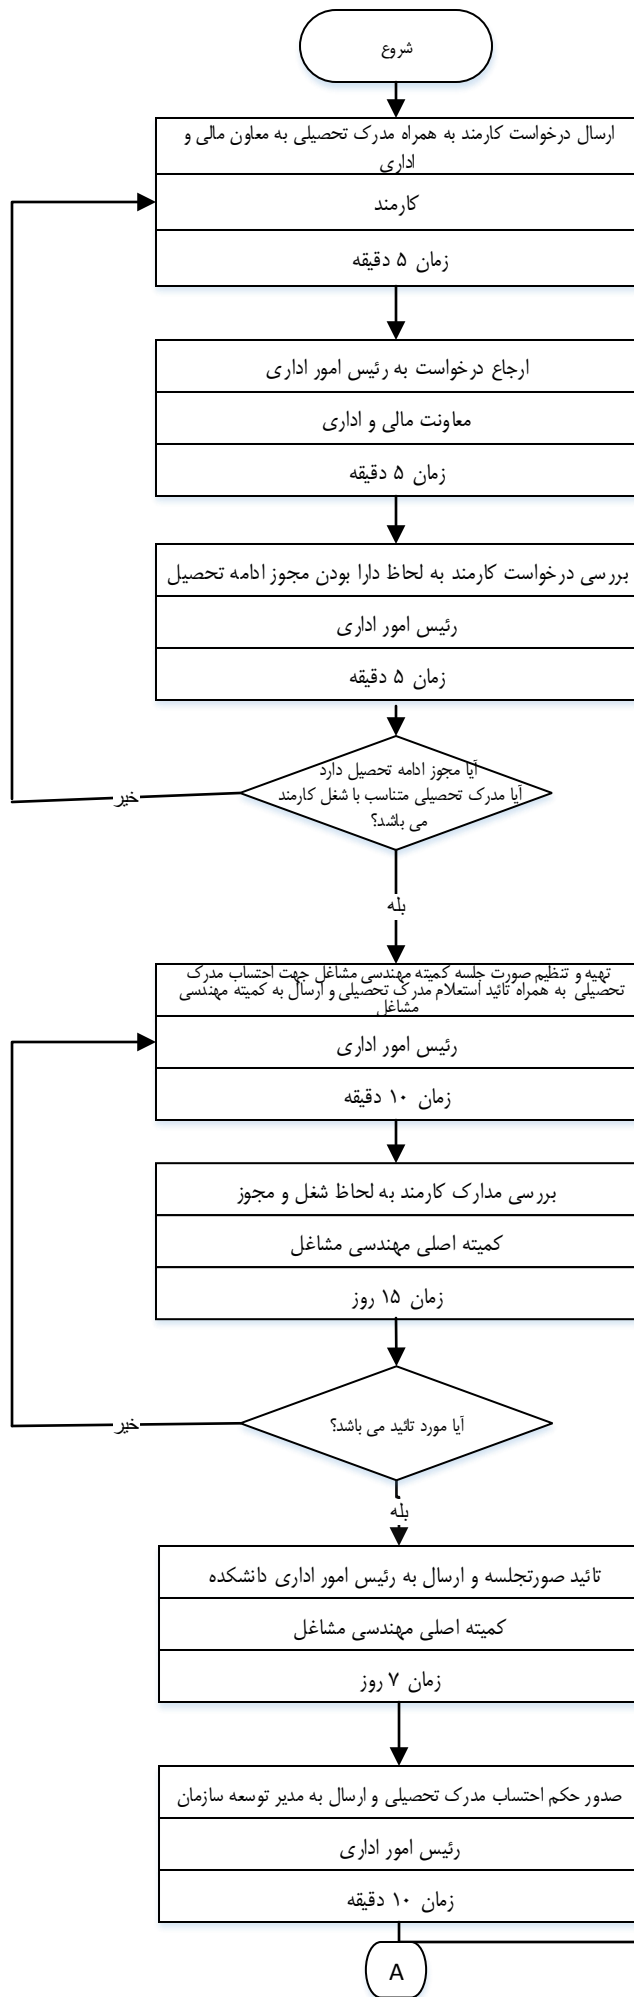 شروع
ارسال درخواست کارمند به همراه مدرک تحصیلی به معاون مالی و
اداری
کارمند
زمان ۵ دقیقه
ارجاع درخواست به رئیس امور اداری
معاونت مالی و اداری
زمان ۵ دقیقه
بررسی درخواست کارمند به لحاظ دارا بودن مجوز ادامه تحصیل
رئیس امور اداری
زمان ۵ دقیقه
آیا مجوز ادامه تحصیل دارد
آیا مدرک تحصیلی متناسب با شغل کارمند
می باشد؟
خیر
بله
تهیه و تنظیم صورت جلسه کمیته مهندسی مشاغل جهت احتساب مدرک
تحصیلی به همراه تائید استعلام مدرک تحصیلی و ارسال به کمیته مهندسی
مشاغل
رئیس امور اداری
زمان ۱۰ دقیقه
بررسی مدارک کارمند به لحاظ شغل و مجوز
کمیته اصلی مهندسی مشاغل
زمان ۱۵ روز
آیا مورد تائید می باشد؟
خیر
بله
تائید صورتجلسه و ارسال به رئیس امور اداری دانشکده
کمیته اصلی مهندسی مشاغل
زمان ۷ روز
صدور حکم احتساب مدرک تحصیلی و ارسال به مدیر توسعه سازمان
رئیس امور اداری
زمان ۱۰ دقیقه
A